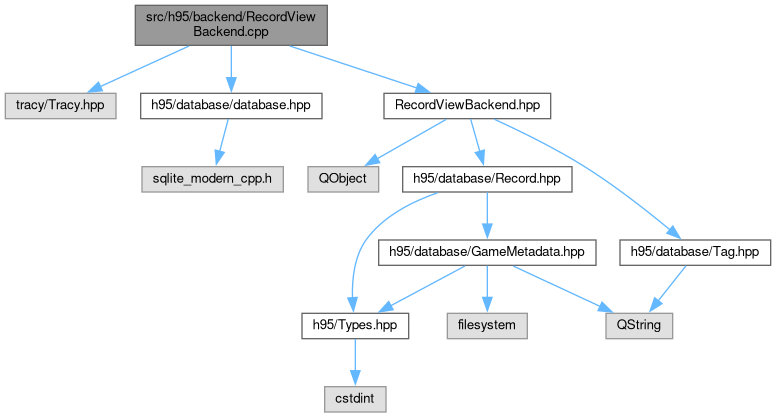 src/h95/backend/RecordView
Backend.cpp
tracy/Tracy.hpp
h95/database/database.hpp
RecordViewBackend.hpp
sqlite_modern_cpp.h
QObject
h95/database/Record.hpp
h95/database/GameMetadata.hpp
h95/database/Tag.hpp
h95/Types.hpp
filesystem
QString
cstdint